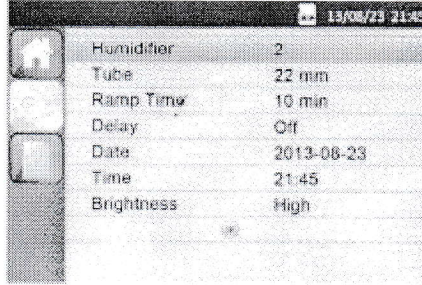 13/08/23 21:45
Humidifier 2
Tube 22 mm
Ramp Time 10 min
Delay Off
Date 2013-08-23
Time 21:45
Brightness High